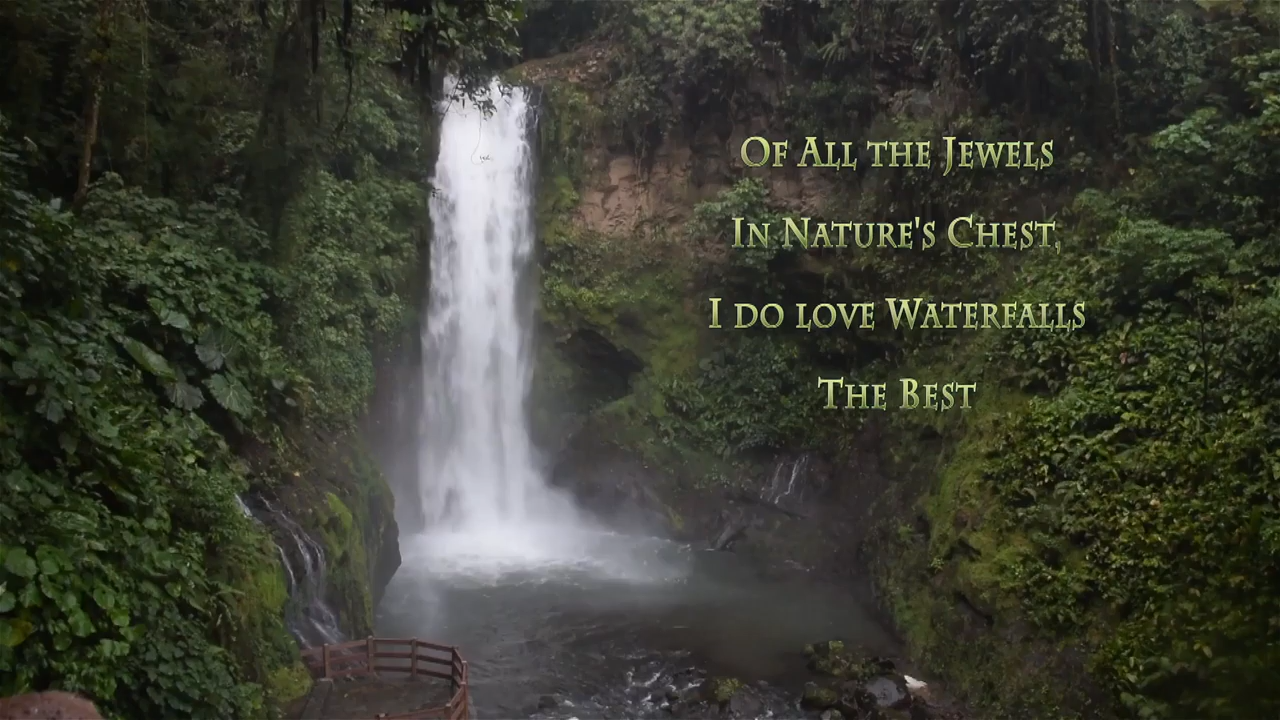 Of All the Jewels
In Nature's Chest,
I do love Waterfalls
The Best